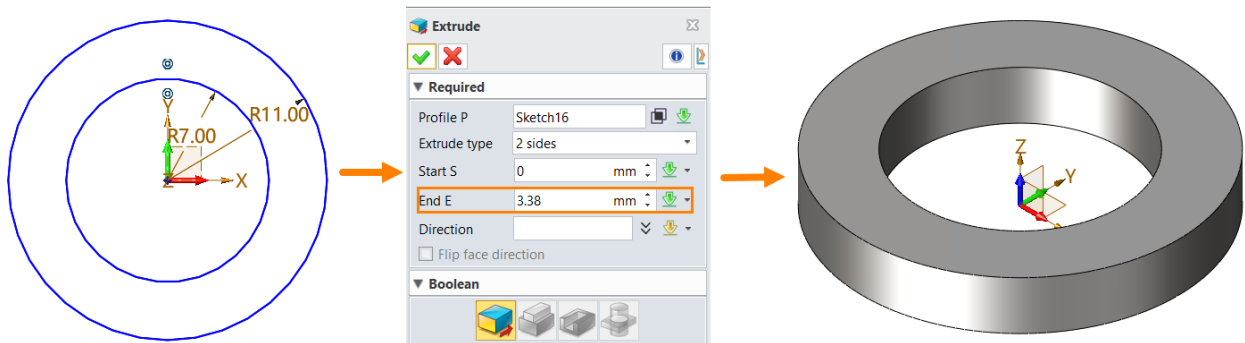 Y
R11.00
R7.00
Z
X
Extrude
Required
Profile P Sketch16
Extrude type 2 sides
Start S 0 mm
End E 3.38 mm
Direction
Flip face direction
Boolean
Z
Y